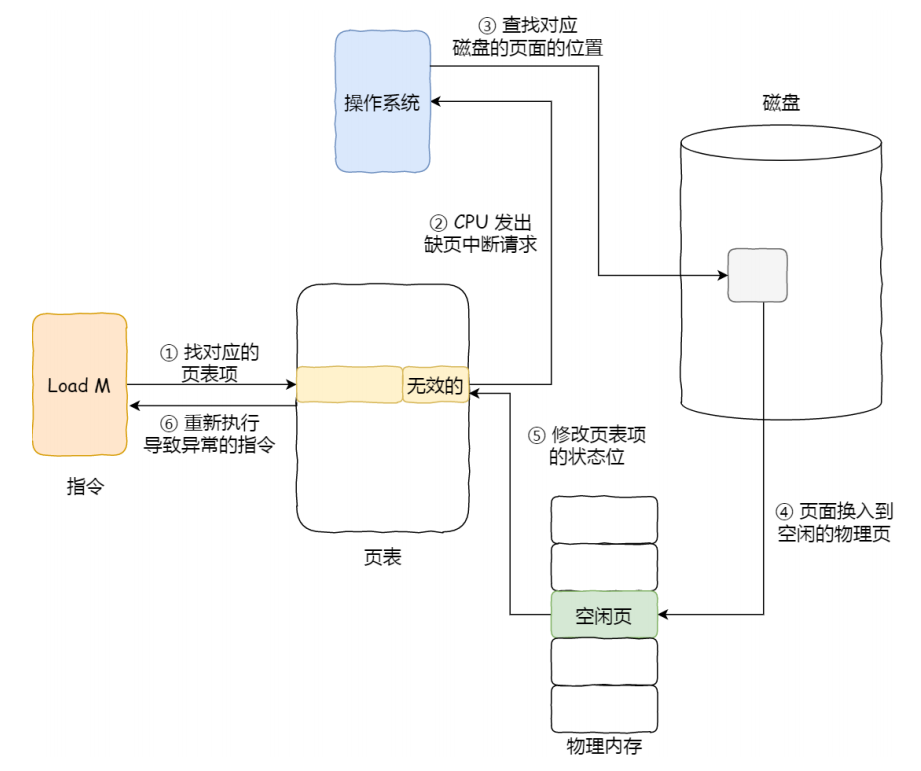 ③ 查找对应
磁盘的页面的位置
操作系统
磁盘
② CPU 发出
缺页中断请求
① 找对应的
页表项
Load M
无效的
⑥ 重新执行
导致异常的指令
指令
⑤ 修改页表项
的状态位
页表
④ 页面换入到
空闲的物理页
空闲页
物理内存